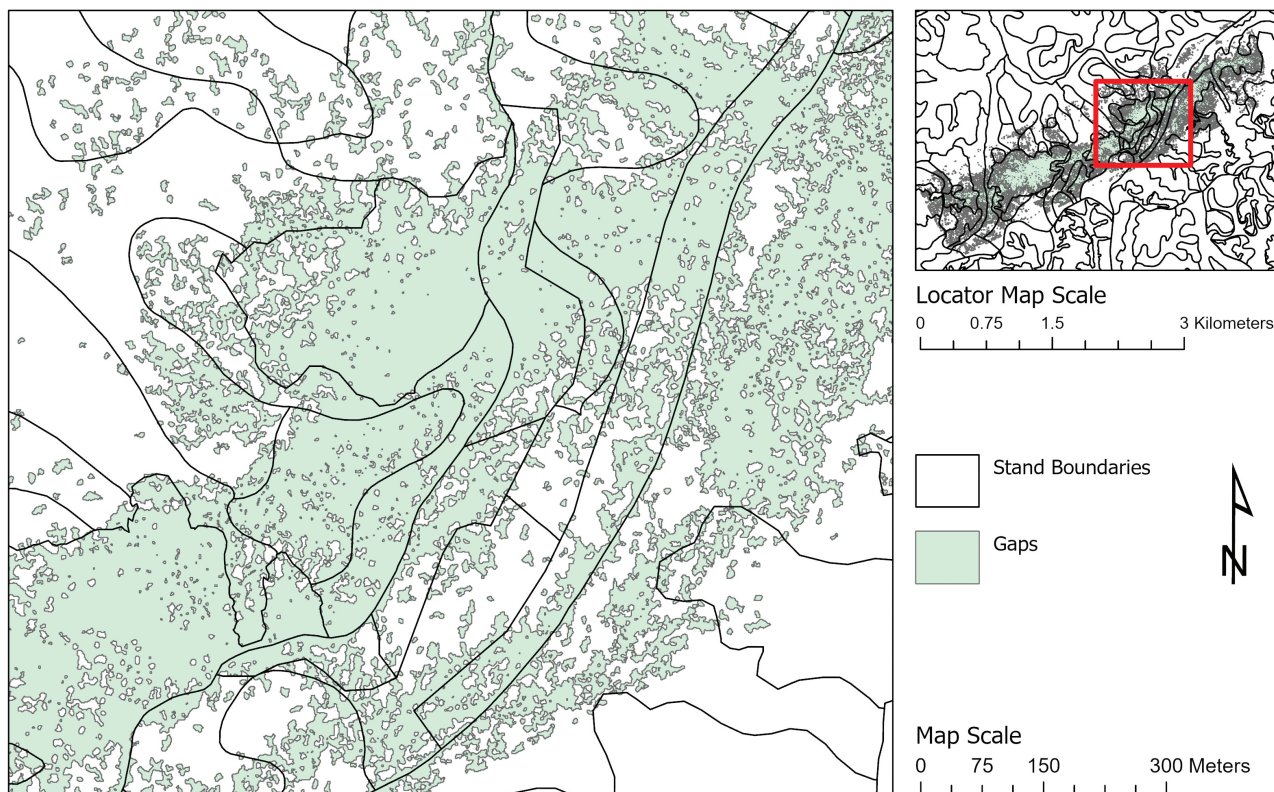 Locator Map Scale
0 0.75 1.5 3 Kilometers
Stand Boundaries
Gaps
N
Map Scale
0 75 150 300 Meters